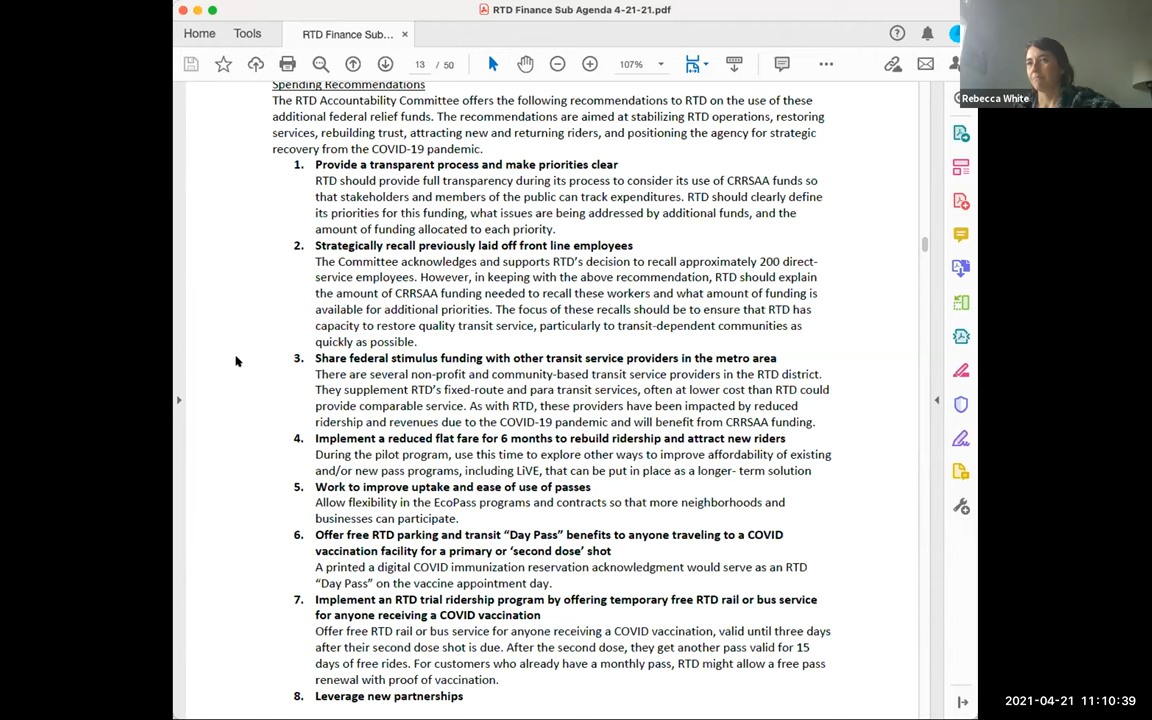 RTD Finance Sub Agenda 4-21-21.pdf
Home Tools RTD Finance Sub... ×
13 / 50 107%
Rebecca White
Spending Recommendations
The RTD Accountability Committee offers the following recommendations to RTD on the use of these
additional federal relief funds. The recommendations are aimed at stabilizing RTD operations, restoring
services, rebuilding trust, attracting new and returning riders, and positioning the agency for strategic
recovery from the COVID-19 pandemic.
1. Provide a transparent process and make priorities clear
RTD should provide full transparency during its process to consider its use of CRRSAA funds so
that stakeholders and members of the public can track expenditures. RTD should clearly define
its priorities for this funding, what issues are being addressed by additional funds, and the
amount of funding allocated to each priority.
2. Strategically recall previously laid off front line employees
The Committee acknowledges and supports RTD's decision to recall approximately 200 direct-
service employees. However, in keeping with the above recommendation, RTD should explain
the amount of CRRSAA funding needed to recall these workers and what amount of funding is
available for additional priorities. The focus of these recalls should be to ensure that RTD has
capacity to restore quality transit service, particularly to transit-dependent communities as
quickly as possible.
3. Share federal stimulus funding with other transit service providers in the metro area
There are several non-profit and community-based transit service providers in the RTD district.
They supplement RTD's fixed-route and para transit services, often at lower cost than RTD could
provide comparable service. As with RTD, these providers have been impacted by reduced
ridership and revenues due to the COVID-19 pandemic and will benefit from CRRSAA funding.
4. Implement a reduced flat fare for 6 months to rebuild ridership and attract new riders
During the pilot program, use this time to explore other ways to improve affordability of existing
and/or new pass programs, including LiVE, that can be put in place as a longer- term solution
5. Work to improve uptake and ease of use of passes
Allow flexibility in the EcoPass programs and contracts so that more neighborhoods and
businesses can participate.
6. Offer free RTD parking and transit “Day Pass” benefits to anyone traveling to a COVID
vaccination facility for a primary or ‘second dose’ shot
A printed a digital COVID immunization reservation acknowledgment would serve as an RTD
“Day Pass” on the vaccine appointment day.
7. Implement an RTD trial ridership program by offering temporary free RTD rail or bus service
for anyone receiving a COVID vaccination
Offer free RTD rail or bus service for anyone receiving a COVID vaccination, valid until three days
after their second dose shot is due. After the second dose, they get another pass valid for 15
days of free rides. For customers who already have a monthly pass, RTD might allow a free pass
renewal with proof of vaccination.
8. Leverage new partnerships
2021-04-21 11:10:39